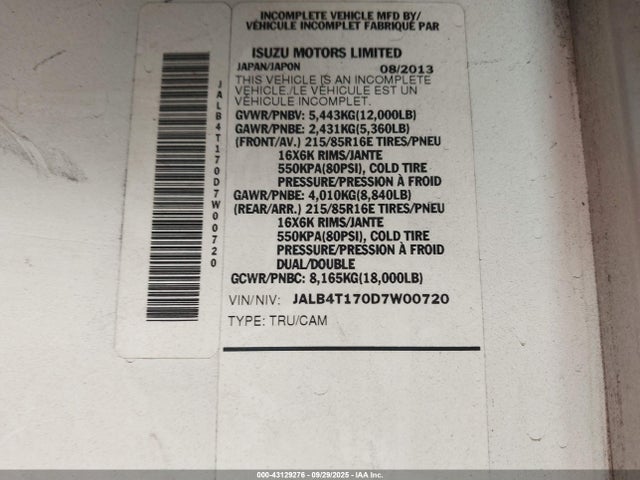 INCOMPLETE VEHICLE MFD BY/
VÉHICULE INCOMPLET FABRIQUÉ PAR
ISUZU MOTORS LIMITED
JAPAN/JAPON 08/2013
THIS VEHICLE IS AN INCOMPLETE
VEHICLE./LE VÉHICULE EST UN
VÉHICULE INCOMPLET.
GVWR/PNBV: 5,443KG(12,000LB)
GAWR/PNBE: 2,431KG(5,360LB)
(FRONT/AV.) 215/85R16E TIRES/PNEU
16X6K RIMS/JANTE
550KPA(80PSI), COLD TIRE
PRESSURE/PRESSION À FROID
GAWR/PNBE: 4,010KG(8,840LB)
(REAR/ARR.) 215/85R16E TIRES/PNEU
16X6K RIMS/JANTE
550KPA(80PSI), COLD TIRE
PRESSURE/PRESSION À FROID
DUAL/DOUBLE
GCWR/PNBC: 8,165KG(18,000LB)
VIN/NIV: JALB4T170D7W00720
TYPE: TRU/CAM
JALB4T170D7W00720
000-43129276 - 09/29/2025 - IAA Inc.